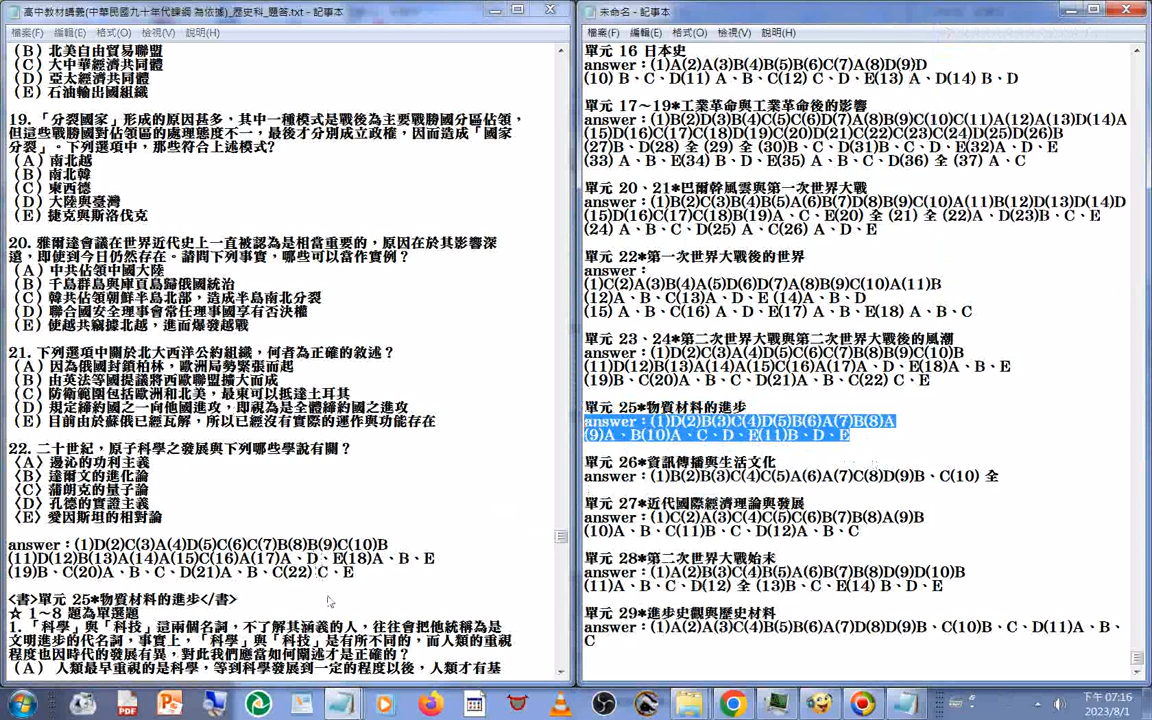 高中教材講義(中華民國九十年代課綱 為依據)_歷史科_題答.txt - 記事本
檔案(F) 編輯(E) 格式(O) 檢視(V) 說明(H)
(B) 北美自由貿易聯盟
(C) 大中華經濟共同體
(D) 亞太經濟共同體
(E) 石油輸出國組織
19. 「分裂國家」形成的原因甚多，其中一種模式是戰後為主要戰勝國分區佔領，
但這些戰勝國對佔領區的處理態度不一，最後才分別成立政權，因而造成「國家
分裂」。下列選項中，那些符合上述模式?
(A) 南北越
(B) 南北韓
(C) 東西德
(D) 大陸與臺灣
(E) 捷克與斯洛伐克
20. 雅爾達會議在世界近代史上一直被認為是相當重要的，原因在於其影響深
遠，即使到今日仍然存在。請問下列事實，哪些可以當作實例?
(A) 中共佔領中國大陸
(B) 千島群島與庫頁島歸俄國統治
(C) 韓共佔領朝鮮半島北部，造成半島南北分裂
(D) 聯合國安全理事會常任理事國享有否決權
(E) 使越共竊據北越，進而爆發越戰
21. 下列選項中關於北大西洋公約組織，何者為正確的敘述?
(A) 因為俄國封鎖柏林，歐洲局勢緊張而起
(B) 由英法等國提議將西歐聯盟擴大而成
(C) 防衛範圍包括歐洲和北美，最東可以抵達土耳其
(D) 規定締約國之一向他國進攻，即視為是全體締約國之進攻
(E) 目前由於蘇俄已經瓦解，所以已經沒有實際的運作與功能存在
22. 二十世紀，原子科學之發展與下列哪些學說有關?
〈A〉邊沁的功利主義
〈B〉達爾文的進化論
〈C〉蒲朗克的量子論
〈D〉孔德的實證主義
〈E〉愛因斯坦的相對論
answer：(1)D(2)C(3)A(4)D(5)C(6)C(7)B(8)B(9)C(10)B
(11)D(12)B(13)A(14)A(15)C(16)A(17)A、D、E(18)A、B、E
(19)B、C(20)A、B、C、D(21)A、B、C(22) C、E
<書>單元 25*物質材料的進步</書>
☆ 1~8 題為單選題
1. 「科學」與「科技」這兩個名詞，不了解其涵義的人，往往會把他統稱為是
文明進步的代名詞，事實上，「科學」與「科技」是有所不同的，而人類的重視
程度也因時代的發展有異，對此我們應當如何闡述才是正確的?
(A) 人類最早重視的是科學，等到科學發展到一定的程度以後，人類才有基
未命名 - 記事本
檔案(F) 編輯(E) 格式(O) 檢視(V) 說明(H)
單元 16 日本史
answer：(1)A(2)A(3)B(4)B(5)B(6)C(7)A(8)D(9)D
(10) B、C、D(11) A、B、C(12) C、D、E(13) A、D(14) B、D
單元 17~19*工業革命與工業革命後的影響
answer：(1)B(2)D(3)B(4)C(5)C(6)D(7)A(8)B(9)C(10)C(11)A(12)A(13)D(14)A
(15)D(16)C(17)C(18)D(19)C(20)D(21)A(22)C(23)C(24)D(25)D(26)B
(27)B、D(28) 全 (29) 全 (30)B、C、D(31)B、C、D、E(32)A、D、E
(33) A、B、E(34) B、D、E(35) A、B、C、D(36) 全 (37) A、C
單元 20、21*巴爾幹風雲與第一次世界大戰
answer：(1)B(2)C(3)B(4)B(5)A(6)B(7)D(8)B(9)C(10)A(11)B(12)D(13)D(14)D
(15)D(16)C(17)C(18)B(19)A、C、E(20) 全 (21) 全 (22)A、D(23)B、C、E
(24) A、B、C、D(25) A、C(26) A、D、E
單元 22*第一次世界大戰後的世界
answer：
(1)C(2)A(3)B(4)A(5)D(6)D(7)A(8)B(9)C(10)A(11)B
(12)A、B、C(13)A、D、E (14)A、B、D
(15) A、B、C(16) A、D、E(17) A、B、E(18) A、B、C
單元 23、24*第二次世界大戰與第二次世界大戰後的風潮
answer：(1)D(2)C(3)A(4)D(5)C(6)C(7)B(8)B(9)C(10)B
(11)D(12)B(13)A(14)A(15)C(16)A(17)A、D、E(18)A、B、E
(19)B、C(20)A、B、C、D(21)A、B、C(22) C、E
單元 25*物質材料的進步
answer：(1)D(2)B(3)C(4)D(5)B(6)A(7)B(8)A
(9)A、B(10)A、C、D、E(11)B、D、E
單元 26*資訊傳播與生活文化
answer：(1)B(2)B(3)C(4)C(5)A(6)A(7)C(8)D(9)B、C(10) 全
單元 27*近代國際經濟理論與發展
answer：(1)C(2)A(3)C(4)C(5)C(6)B(7)B(8)A(9)B
(10)A、B、C(11)B、C、D(12)A、B、C
單元 28*第二次世界大戰始末
answer：(1)A(2)B(3)C(4)B(5)A(6)B(7)B(8)D(9)D(10)B
(11)A、B、C、D(12) 全 (13)B、C、E(14) B、D、E
單元 29*進步史觀與歷史材料
answer：(1)A(2)A(3)C(4)B(5)B(6)A(7)A(8)D(9)B、C(10)B、C、D(11)A、B、
C
PDF
下午 07:16
2023/8/1